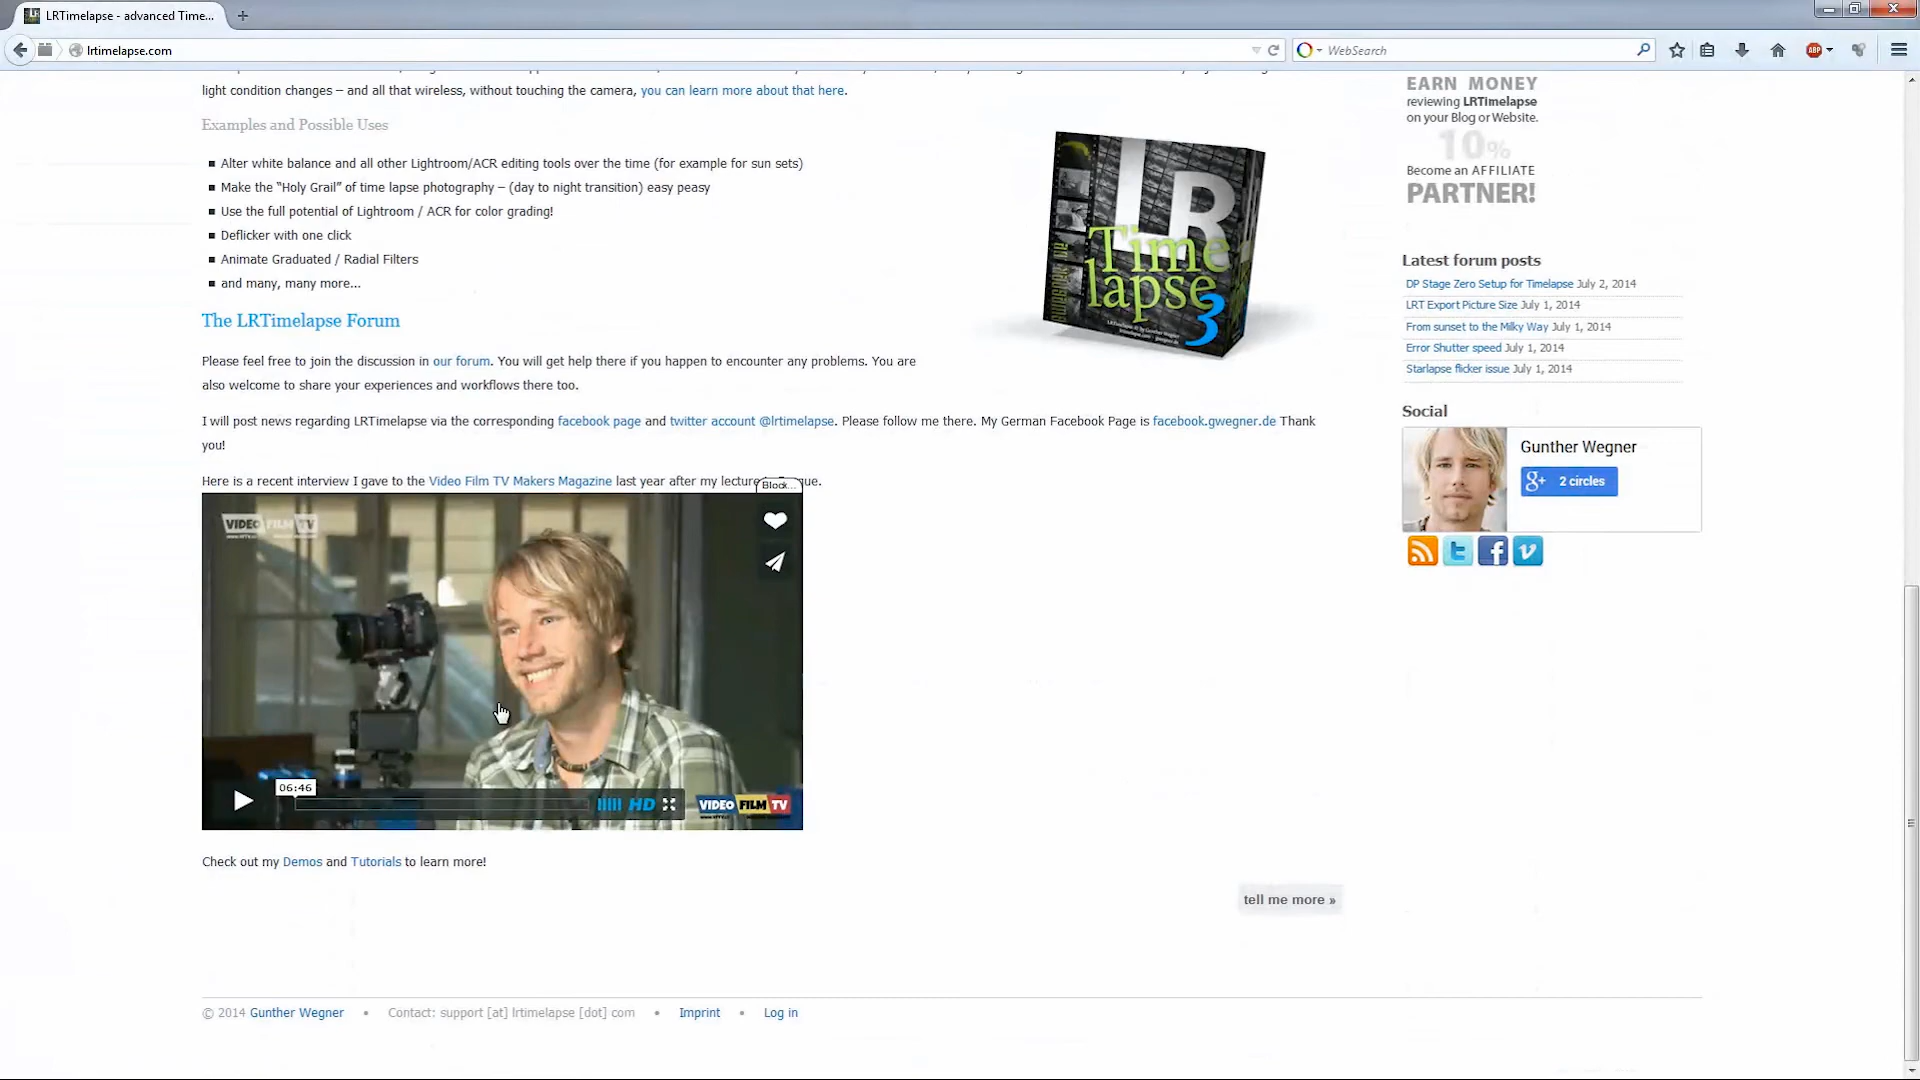 LRTimelapse - advanced Time...
lrtimelapse.com
WebSearch
ABP
light condition changes – and all that wireless, without touching the camera, you can learn more about that here.
Examples and Possible Uses
Alter white balance and all other Lightroom/ACR editing tools over the time (for example for sun sets)
Make the “Holy Grail” of time lapse photography – (day to night transition) easy peasy
Use the full potential of Lightroom / ACR for color grading!
Deflicker with one click
Animate Graduated / Radial Filters
and many, many more...
LR
Time
lapse
3
The LRTimelapse Forum
Please feel free to join the discussion in our forum. You will get help there if you happen to encounter any problems. You are
also welcome to share your experiences and workflows there too.
I will post news regarding LRTimelapse via the corresponding facebook page and twitter account @lrtimelapse. Please follow me there. My German Facebook Page is facebook.gwegner.de Thank
you!
Here is a recent interview I gave to the Video Film TV Makers Magazine last year after my lecture
Block...
VIDEO FILM TV
06:46
HD
VIDEO FILM TV
Check out my Demos and Tutorials to learn more!
tell me more »
EARN MONEY
reviewing LRTimelapse
on your Blog or Website.
10%
Become an AFFILIATE
PARTNER!
Latest forum posts
DP Stage Zero Setup for Timelapse July 2, 2014
LRT Export Picture Size July 1, 2014
From sunset to the Milky Way July 1, 2014
Error Shutter speed July 1, 2014
Starlapse flicker issue July 1, 2014
Social
Gunther Wegner
g+ 2 circles
© 2014 Gunther Wegner • Contact: support [at] lrtimelapse [dot] com • Imprint • Log in